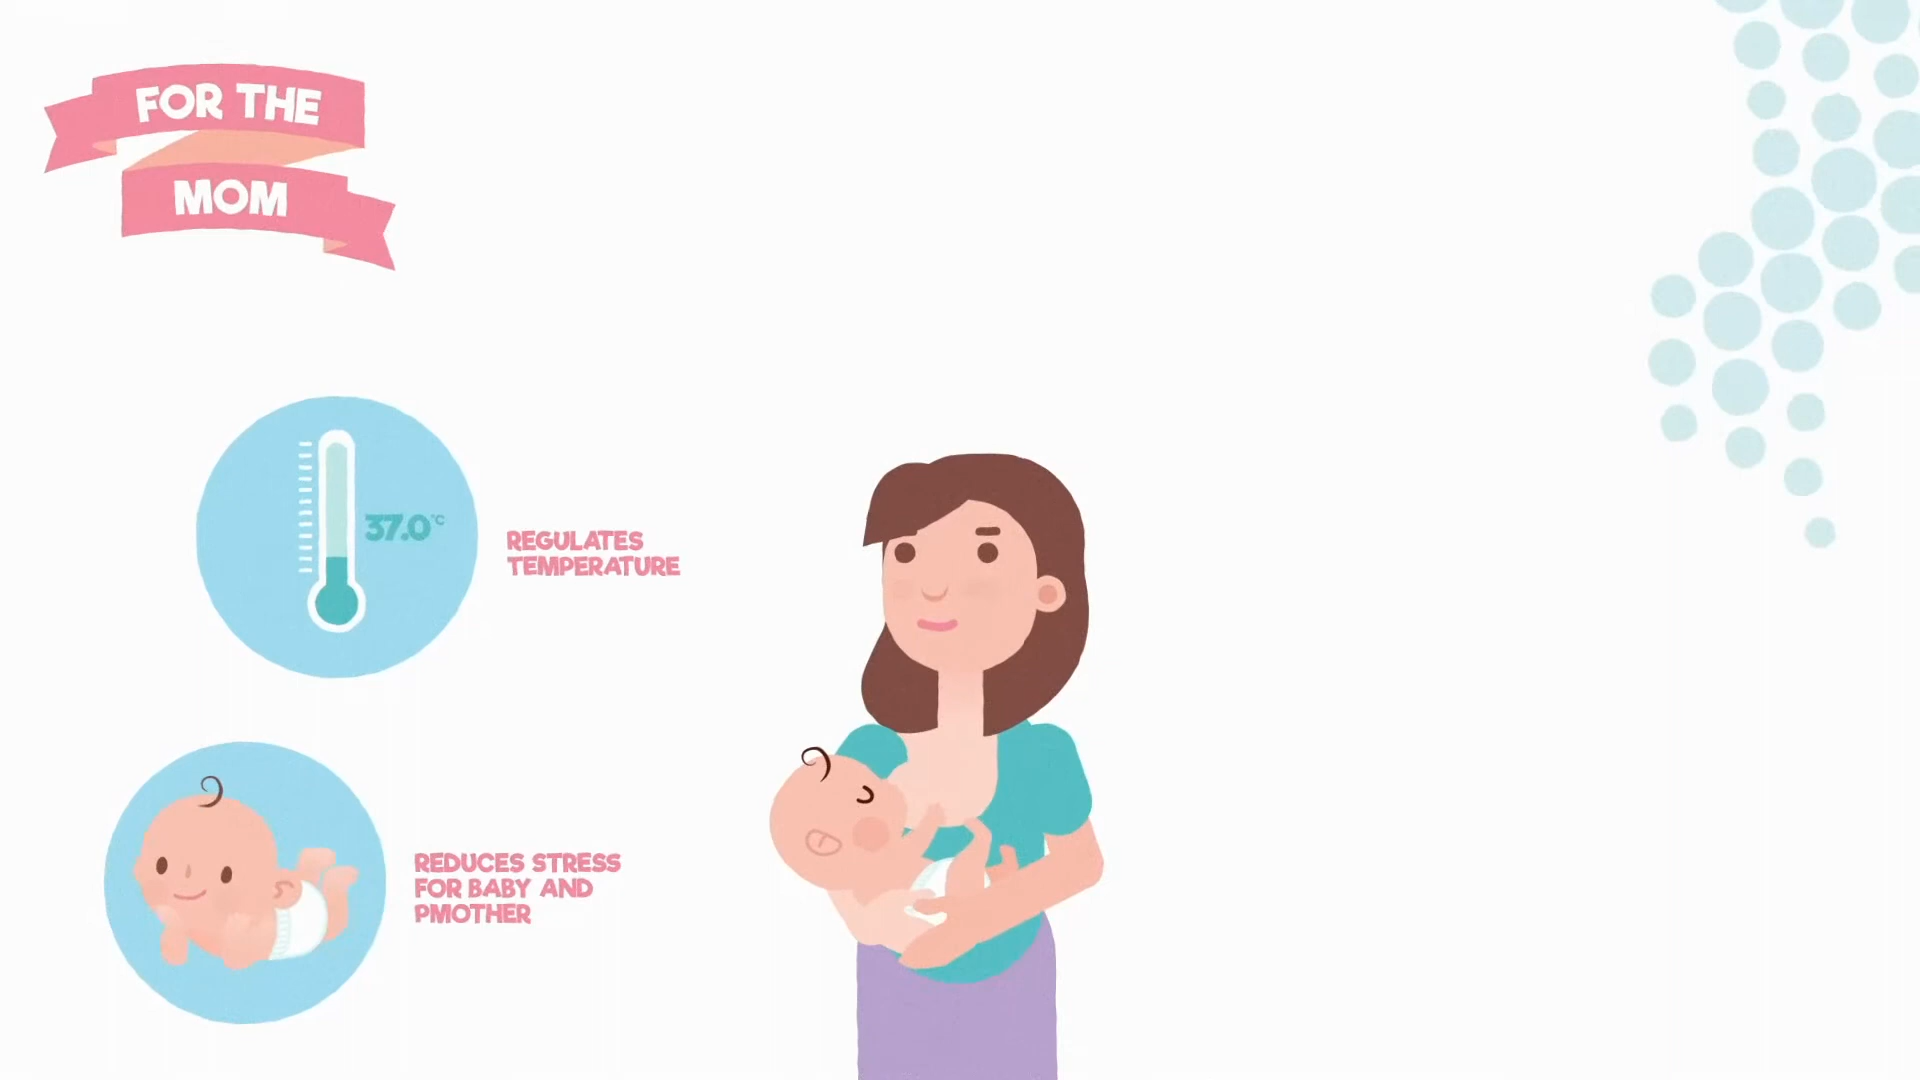 FOR THE
MOM
37.0°C
REGULATES
TEMPERATURE
REDUCES STRESS
FOR BABY AND
PMOTHER